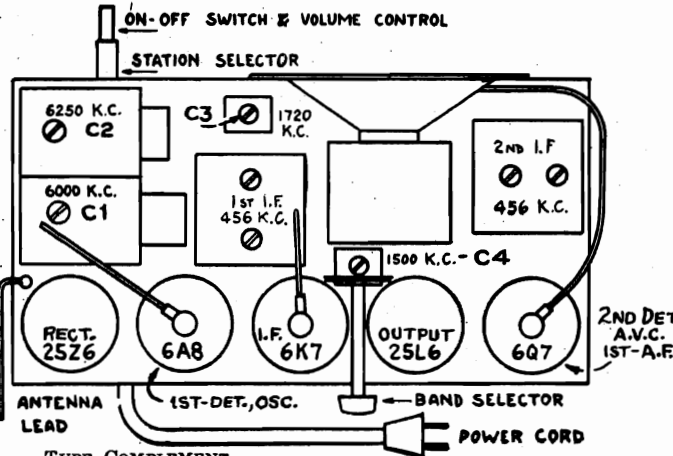 ON-OFF SWITCH & VOLUME CONTROL
STATION SELECTOR
6250 K.C.
C2
C3
1720
K.C.
2ND I.F
456 K.C.
1ST I.F.
456 K.C.
6000 K.C.
C1
1500 K.C.- C4
RECT.
25Z6
6A8
I.F.
6K7
OUTPUT
25L6
6Q7
2ND DET
A.V.C.
1ST-A.F.
ANTENNA
LEAD
1ST-DET., OSC.
BAND SELECTOR
POWER CORD